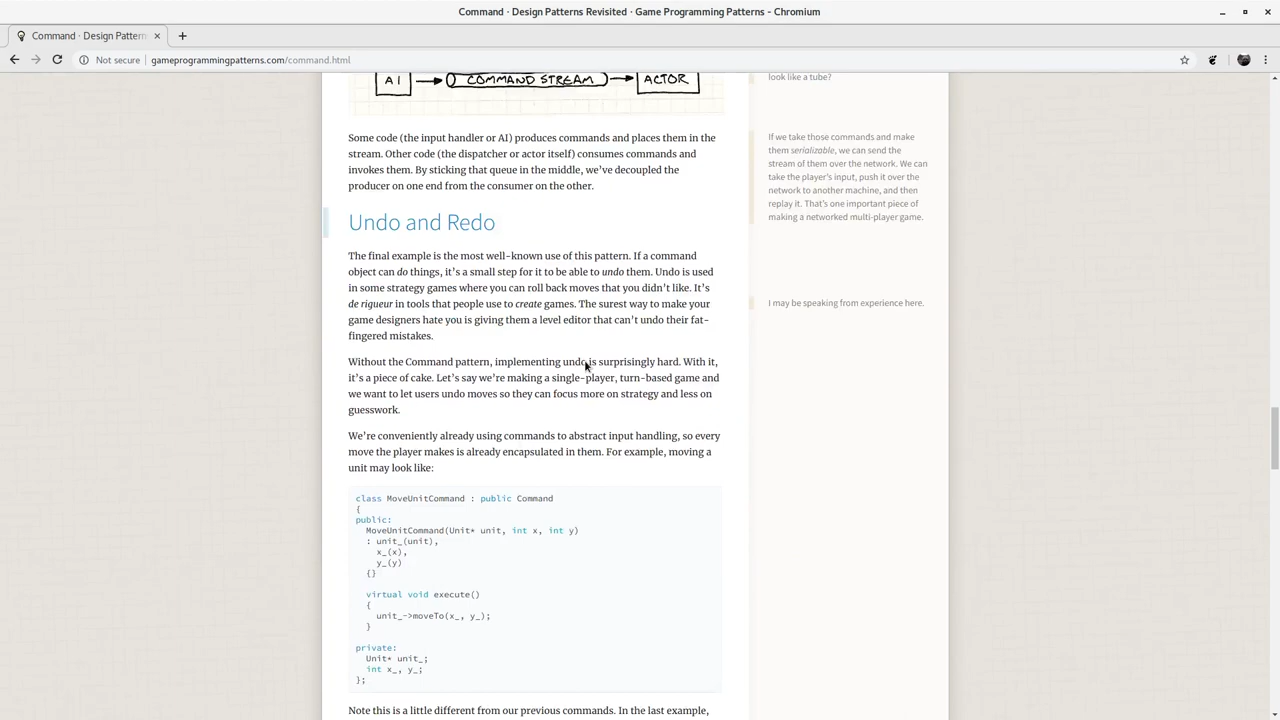 Command · Design Patterns Revisited · Game Programming Patterns - Chromium
Command · Design Pattern
Not secure
gameprogrammingpatterns.com/command.html
AI
COMMAND STREAM
ACTOR
look like a tube?
Some code (the input handler or AI) produces commands and places them in the
stream. Other code (the dispatcher or actor itself) consumes commands and
invokes them. By sticking that queue in the middle, we've decoupled the
producer on one end from the consumer on the other.
If we take those commands and make
them serializable, we can send the
stream of them over the network. We can
take the player's input, push it over the
network to another machine, and then
replay it. That's one important piece of
making a networked multi-player game.
Undo and Redo
The final example is the most well-known use of this pattern. If a command
object can do things, it's a small step for it to be able to undo them. Undo is used
in some strategy games where you can roll back moves that you didn't like. It's
de rigueur in tools that people use to create games. The surest way to make your
game designers hate you is giving them a level editor that can't undo their fat-
fingered mistakes.
I may be speaking from experience here.
Without the Command pattern, implementing undo is surprisingly hard. With it,
it's a piece of cake. Let's say we're making a single-player, turn-based game and
we want to let users undo moves so they can focus more on strategy and less on
guesswork.
We're conveniently already using commands to abstract input handling, so every
move the player makes is already encapsulated in them. For example, moving a
unit may look like:
class MoveUnitCommand : public Command
{
public:
  MoveUnitCommand(Unit* unit, int x, int y)
  : unit_(unit),
    x_(x),
    y_(y)
  {}
  virtual void execute()
  {
    unit_->moveTo(x_, y_);
  }
private:
  Unit* unit_;
  int x_, y_;
};
Note this is a little different from our previous commands. In the last example,